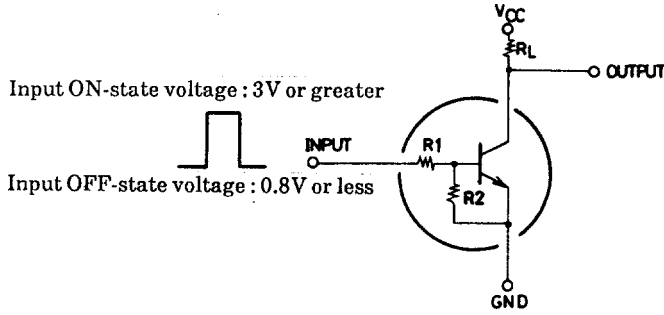 VCC
RL
OUTPUT
Input ON-state voltage : 3V or greater
INPUT
R1
Input OFF-state voltage : 0.8V or less
R2
GND